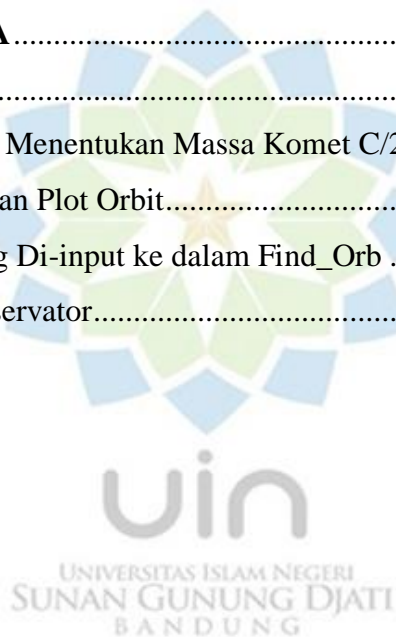 A....................................................
....................................................
Menentukan Massa Komet C/2
an Plot Orbit..............................
g Di-input ke dalam Find_Orb .
servator.......................................
uin
UNIVERSITAS ISLAM NEGERI
SUNAN GUNUNG DJATI
BANDUNG